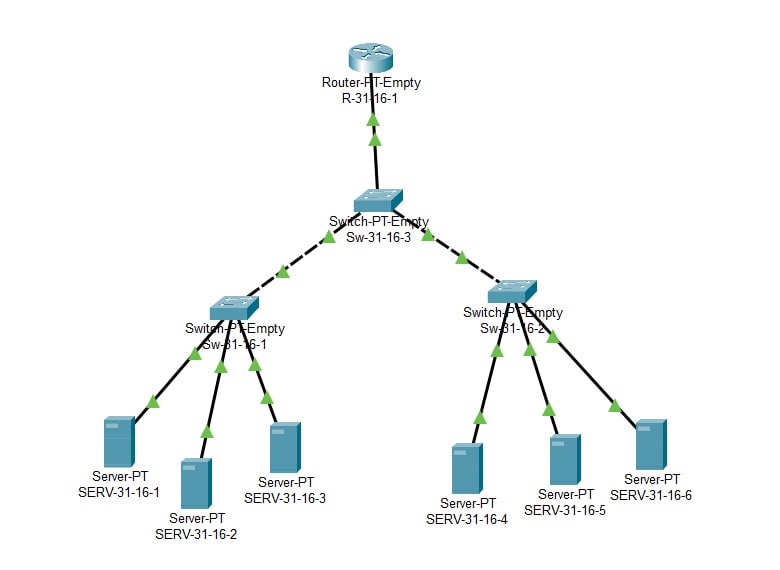 Router-PT-Empty
R-31-16-1
Switch-PT-Empty
Sw-31-16-3
Switch-PT-Empty
Sw-31-16-1
Switch-PT-Empty
Sw-31-16-2
Server-PT
SERV-31-16-1
Server-PT
SERV-31-16-2
Server-PT
SERV-31-16-3
Server-PT
SERV-31-16-4
Server-PT
SERV-31-16-5
Server-PT
SERV-31-16-6